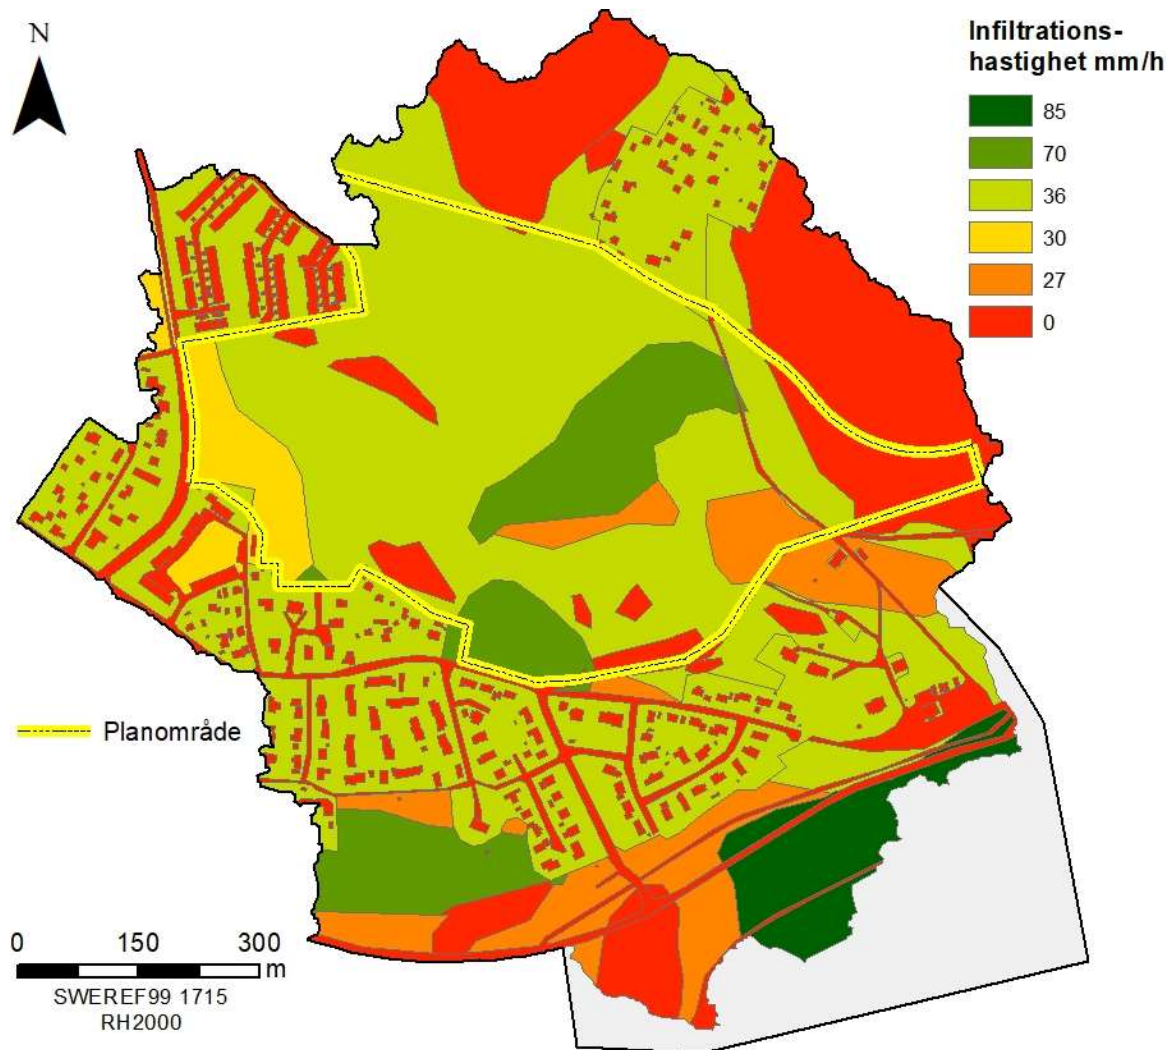 N
Infiltrations-
hastighet mm/h
85
70
36
30
27
0
Planområde
0 150 300
m
SWEREF99 1715
RH2000